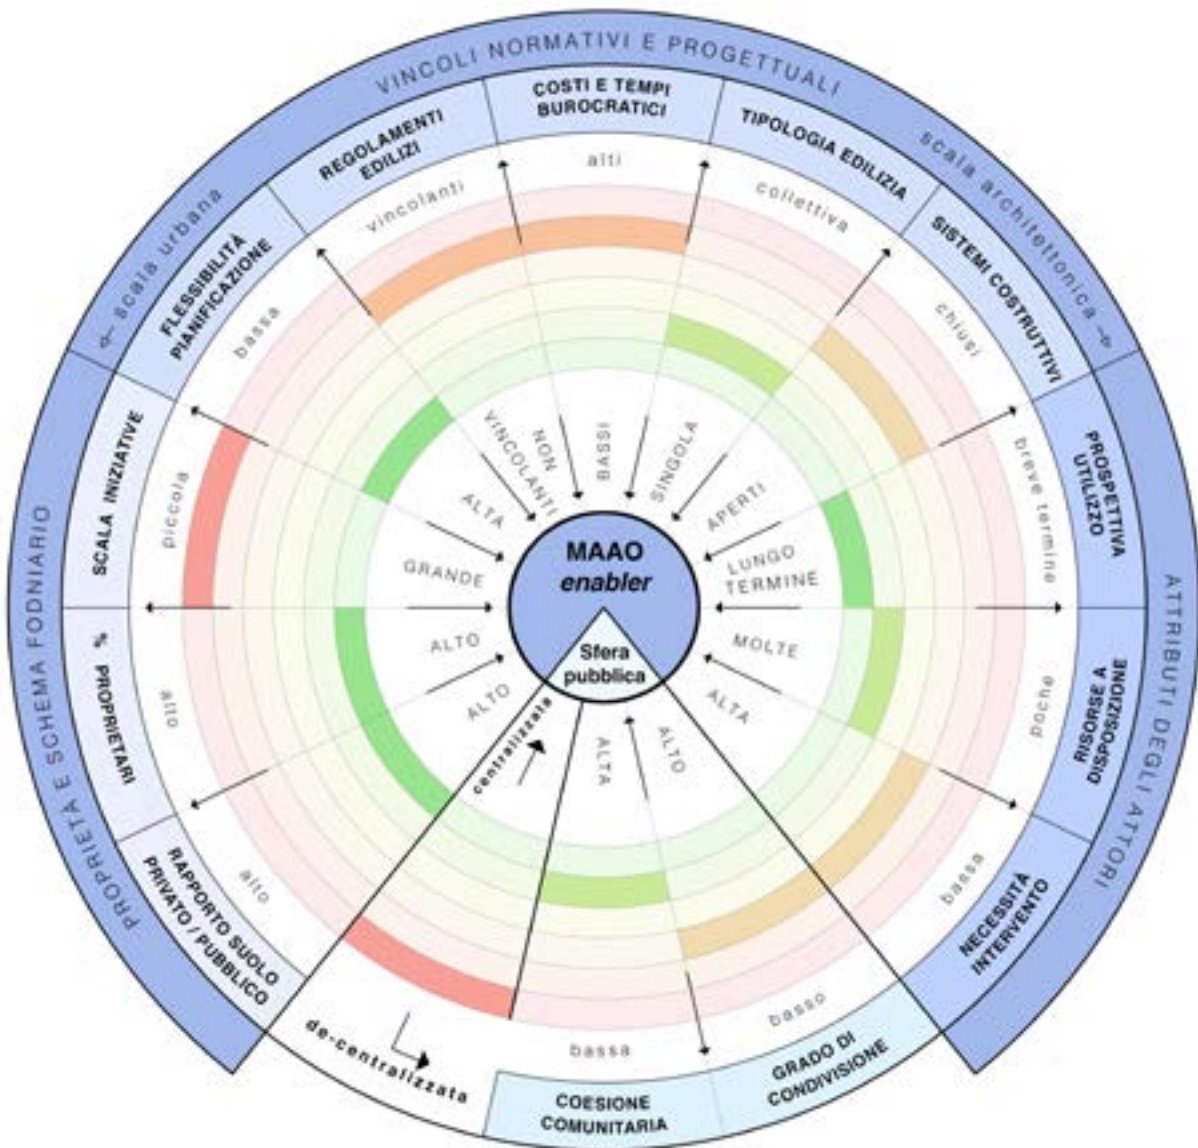 VINCOLI NORMATIVI E PROGETTUALI
← scala urbana
scala architettonica →
PROPRIETÀ E SCHEMA FODNIARIO
ATTRIBUTI DEGLI ATTORI
COSTI E TEMPI
BUROCRATICI
TIPOLOGIA EDILIZIA
SISTEMI COSTRUTTIVI
PROSPETTIVA
UTILIZZO
RISORSE A
DISPOSIZIONE
NECESSITÀ
INTERVENTO
GRADO DI
CONDIVISIONE
COESIONE
COMUNITARIA
RAPPORTO SUOLO
PRIVATO / PUBBLICO
% PROPRIETARI
SCALA INIZIATIVE
FLESSIBILITÀ
PIANIFICAZIONE
REGOLAMENTI
EDILIZI
alti
collettiva
chiusi
breve termine
poche
bassa
basso
bassa
de-centralizzata
alto
alto
piccola
bassa
vincolanti
BASSI
SINGOLA
APERTI
LUNGO
TERMINE
MOLTE
ALTA
ALTO
ALTA
centralizzata
ALTO
ALTO
GRANDE
ALTA
NON
VINCOLANTI
MAAO
enabler
Sfera
pubblica